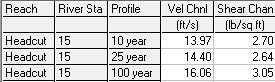 Reach River Sta Profile Vel Chnl Shear Chan
(ft/s) (lb/sq ft)
Headcut 15 10 year 13.97 2.70
Headcut 15 25 year 14.40 2.64
Headcut 15 100 year 16.06 3.05